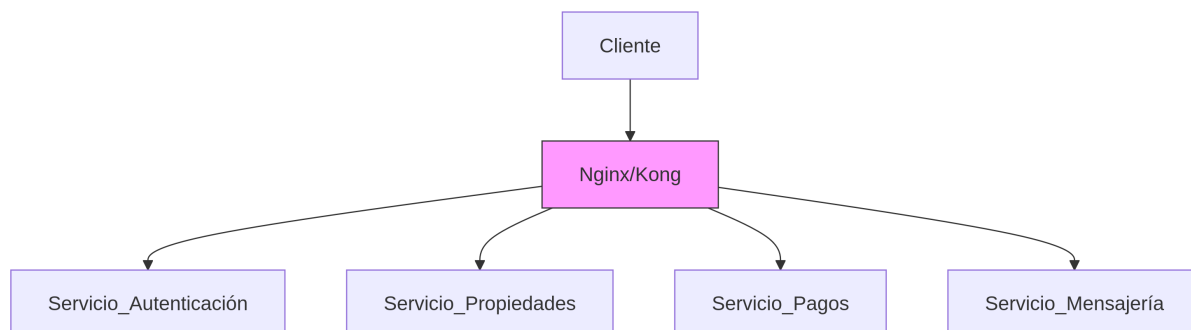 Cliente
Nginx/Kong
Servicio_Autenticación
Servicio_Propiedades
Servicio_Pagos
Servicio_Mensajería